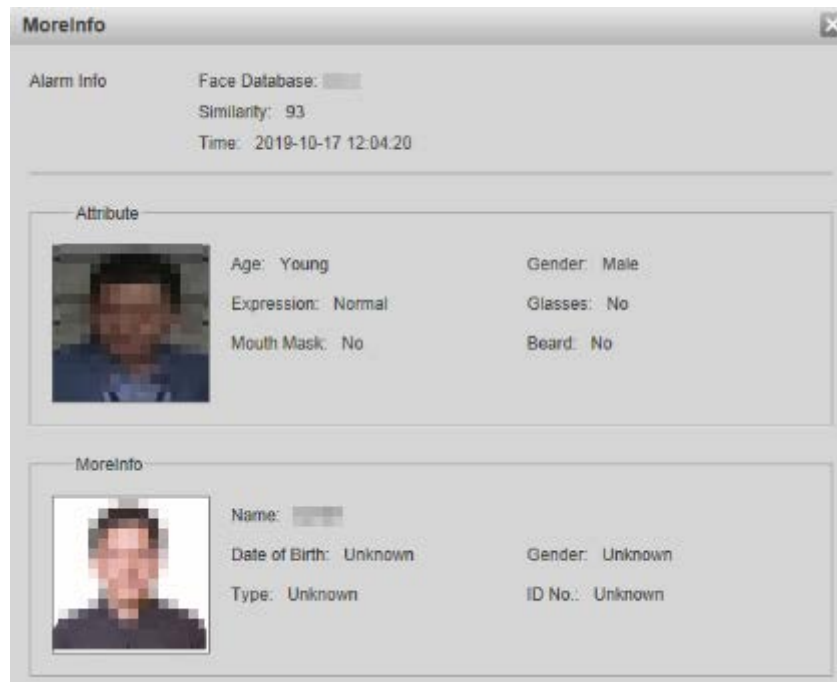 MoreInfo
Alarm Info Face Database:
Similarity: 93
Time: 2019-10-17 12:04:20
Attribute
Age: Young Gender: Male
Expression: Normal Glasses: No
Mouth Mask: No Beard: No
MoreInfo
Name:
Date of Birth: Unknown Gender: Unknown
Type: Unknown ID No.: Unknown